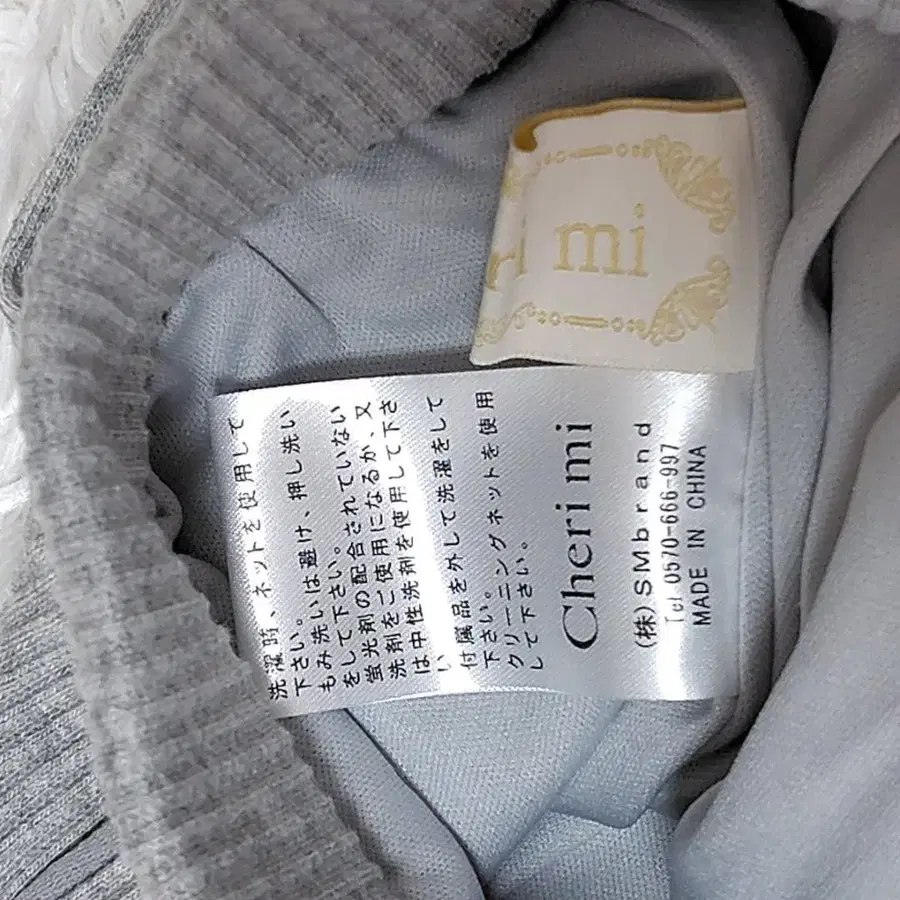 ri mi
洗濯時、ネットを使用して
下さい。
もみ洗いは避け、押し洗い
をして下さい。
蛍光剤の配合されていない
洗剤をご使用になるか、又
は中性洗剤を使用して下さ
い
付属品を外して洗濯をして
下さい。
クリーニングネットを使用
して下さい。
Cheri mi
(株)SMbrand
Tel 0570-666-997
MADE IN CHINA